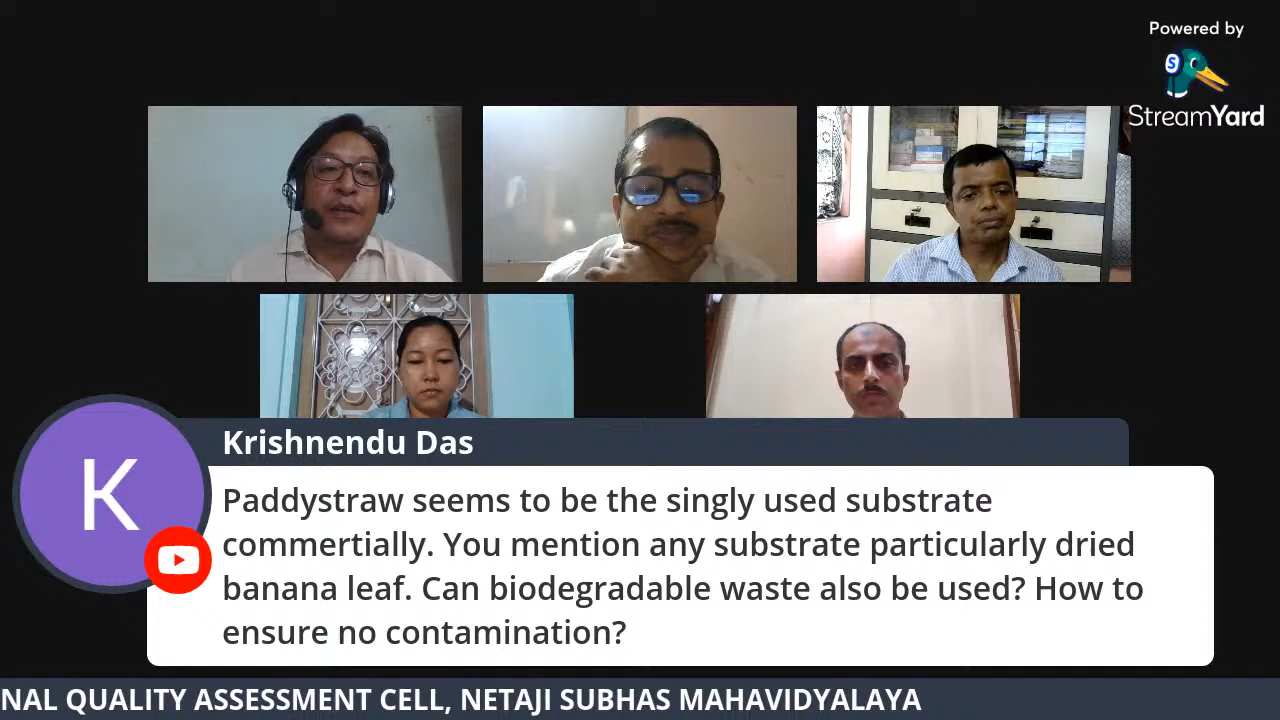 Powered by
StreamYard
K
Krishnendu Das
Paddystraw seems to be the singly used substrate
commertially. You mention any substrate particularly dried
banana leaf. Can biodegradable waste also be used? How to
ensure no contamination?
NAL QUALITY ASSESSMENT CELL, NETAJI SUBHAS MAHAVIDYALAYA